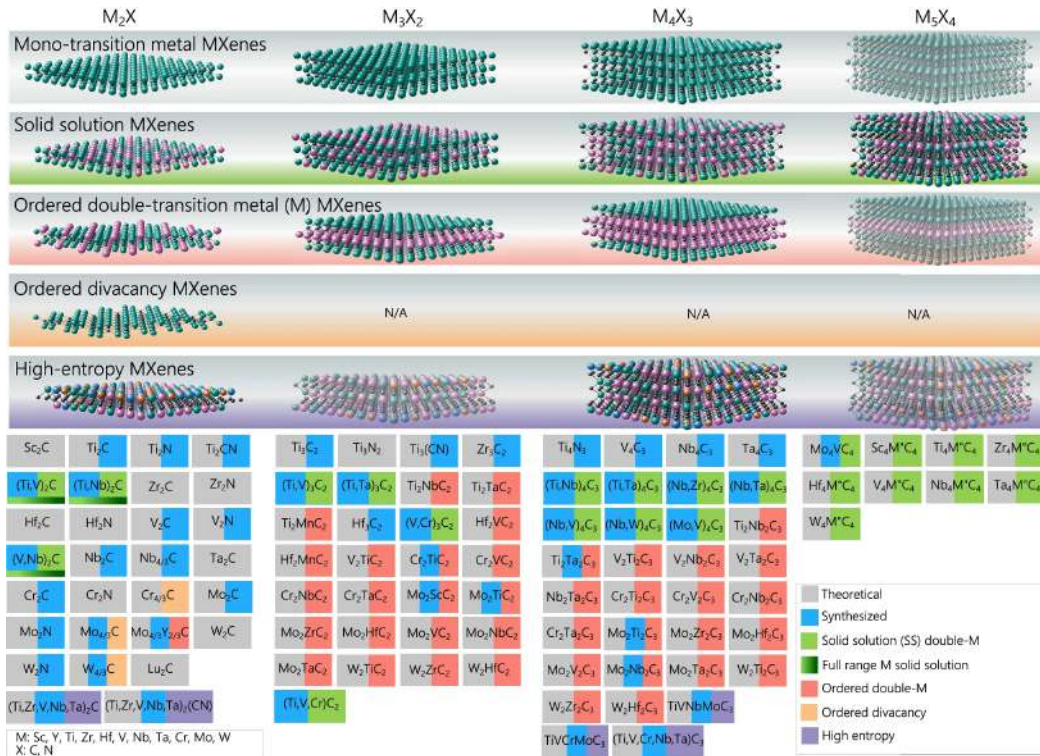 M₂X M₃X₂ M₄X₃ M₅X₄
Mono-transition metal MXenes
Solid solution MXenes
Ordered double-transition metal (M) MXenes
Ordered divacancy MXenes
N/A N/A N/A
High-entropy MXenes
Sc₂C Ti₂C Ti₂N Ti₂CN
(Ti,V)₂C (Ti,Nb)₂C Zr₂C Zr₂N
Hf₂C Hf₂N V₂C V₂N
(V,Nb)₂C Nb₂C Nb₄/₃C Ta₂C
Cr₂C Cr₂N Cr₄/₃C Mo₂C
Mo₂N Mo₄/₃C Mo₄/₃Y₂/₃C W₂C
W₂N W₄/₃C Lu₂C
(Ti,Zr,V,Nb,Ta)₂C (Ti,Zr,V,Nb,Ta)₂(CN)
M: Sc, Y, Ti, Zr, Hf, V, Nb, Ta, Cr, Mo, W
X: C, N
Ti₃C₂ Ti₃N₂ Ti₃(CN) Zr₃C₂
(Ti,V)₃C₂ (Ti,Ta)₃C₂ Ti₂NbC₂ Ti₂TaC₂
Ti₂MnC₂ Hf₃C₂ (V,Cr)₃C₂ Hf₂VC₂
Hf₂MnC₂ V₂TiC₂ Cr₂TiC₂ Cr₂VC₂
Cr₂NbC₂ Cr₂TaC₂ Mo₂ScC₂ Mo₂TiC₂
Mo₂ZrC₂ Mo₂HfC₂ Mo₂VC₂ Mo₂NbC₂
Mo₂TaC₂ W₂TiC₂ W₂ZrC₂ W₂HfC₂
(Ti,V,Cr)C₂
Ti₄N₃ V₄C₃ Nb₄C₃ Ta₄C₃
(Ti,Nb)₄C₃ (Ti,Ta)₄C₃ (Nb,Zr)₄C₃ (Nb,Ta)₄C₃
(Nb,V)₄C₃ (Nb,W)₄C₃ (Mo,V)₄C₃ Ti₂Nb₂C₃
Ti₂Ta₂C₃ V₂Ti₂C₃ V₂Nb₂C₃ V₂Ta₂C₃
Nb₂Ta₂C₃ Cr₂Ti₂C₃ Cr₂V₂C₃ Cr₂Nb₂C₃
Cr₂Ta₂C₃ Mo₂Ti₂C₃ Mo₂Zr₂C₃ Mo₂Hf₂C₃
Mo₂V₂C₃ Mo₂Nb₂C₃ Mo₂Ta₂C₃ W₂Ti₂C₃
W₂Zr₂C₃ W₂Hf₂C₃ TiVNbMoC₃
TiVCrMoC₃ (Ti,V,Cr,Nb,Ta)C₃
Mo₄VC₄ Sc₄M"C₄ Ti₄M"C₄ Zr₄M"C₄
Hf₄M"C₄ V₄M"C₄ Nb₄M"C₄ Ta₄M"C₄
W₄M"C₄
Theoretical
Synthesized
Solid solution (SS) double-M
Full range M solid solution
Ordered double-M
Ordered divacancy
High entropy